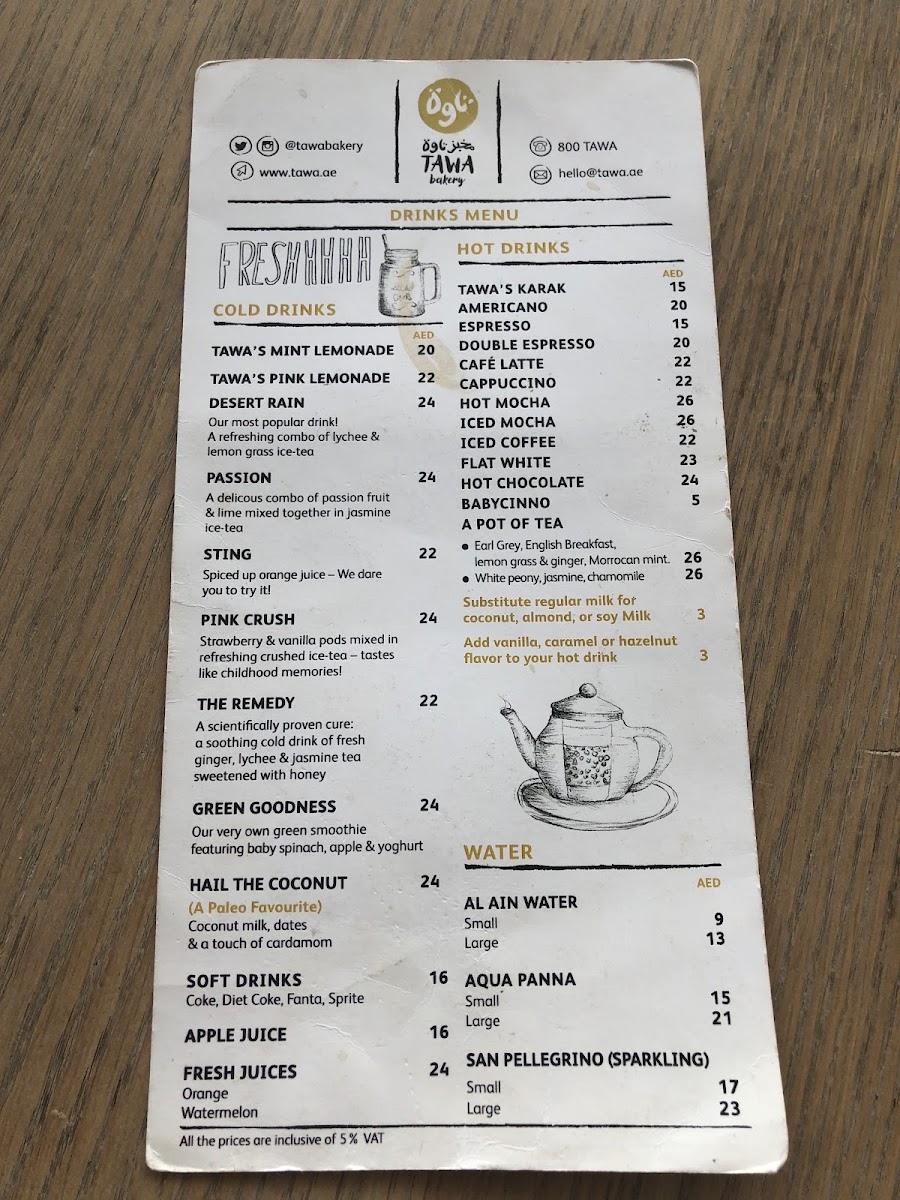 @tawabakery
www.tawa.ae
تاوة
مخبز تاوة
TAWA
bakery
800 TAWA
hello@tawa.ae
DRINKS MENU
FRESHHHHH
COLD DRINKS
AED
TAWA'S MINT LEMONADE 20
TAWA'S PINK LEMONADE 22
DESERT RAIN 24
Our most popular drink!
A refreshing combo of lychee &
lemon grass ice-tea
PASSION 24
A delicous combo of passion fruit
& lime mixed together in jasmine
ice-tea
STING 22
Spiced up orange juice – We dare
you to try it!
PINK CRUSH 24
Strawberry & vanilla pods mixed in
refreshing crushed ice-tea – tastes
like childhood memories!
THE REMEDY 22
A scientifically proven cure:
a soothing cold drink of fresh
ginger, lychee & jasmine tea
sweetened with honey
GREEN GOODNESS 24
Our very own green smoothie
featuring baby spinach, apple & yoghurt
HAIL THE COCONUT 24
(A Paleo Favourite)
Coconut milk, dates
& a touch of cardamom
SOFT DRINKS 16
Coke, Diet Coke, Fanta, Sprite
APPLE JUICE 16
FRESH JUICES 24
Orange
Watermelon
HOT DRINKS
AED
TAWA'S KARAK 15
AMERICANO 20
ESPRESSO 15
DOUBLE ESPRESSO 20
CAFÉ LATTE 22
CAPPUCCINO 22
HOT MOCHA 26
ICED MOCHA 26
ICED COFFEE 22
FLAT WHITE 23
HOT CHOCOLATE 24
BABYCINNO 5
A POT OF TEA
• Earl Grey, English Breakfast,
lemon grass & ginger, Morrocan mint. 26
• White peony, jasmine, chamomile 26
Substitute regular milk for
coconut, almond, or soy Milk 3
Add vanilla, caramel or hazelnut
flavor to your hot drink 3
WATER
AED
AL AIN WATER
Small 9
Large 13
AQUA PANNA
Small 15
Large 21
SAN PELLEGRINO (SPARKLING)
Small 17
Large 23
All the prices are inclusive of 5% VAT